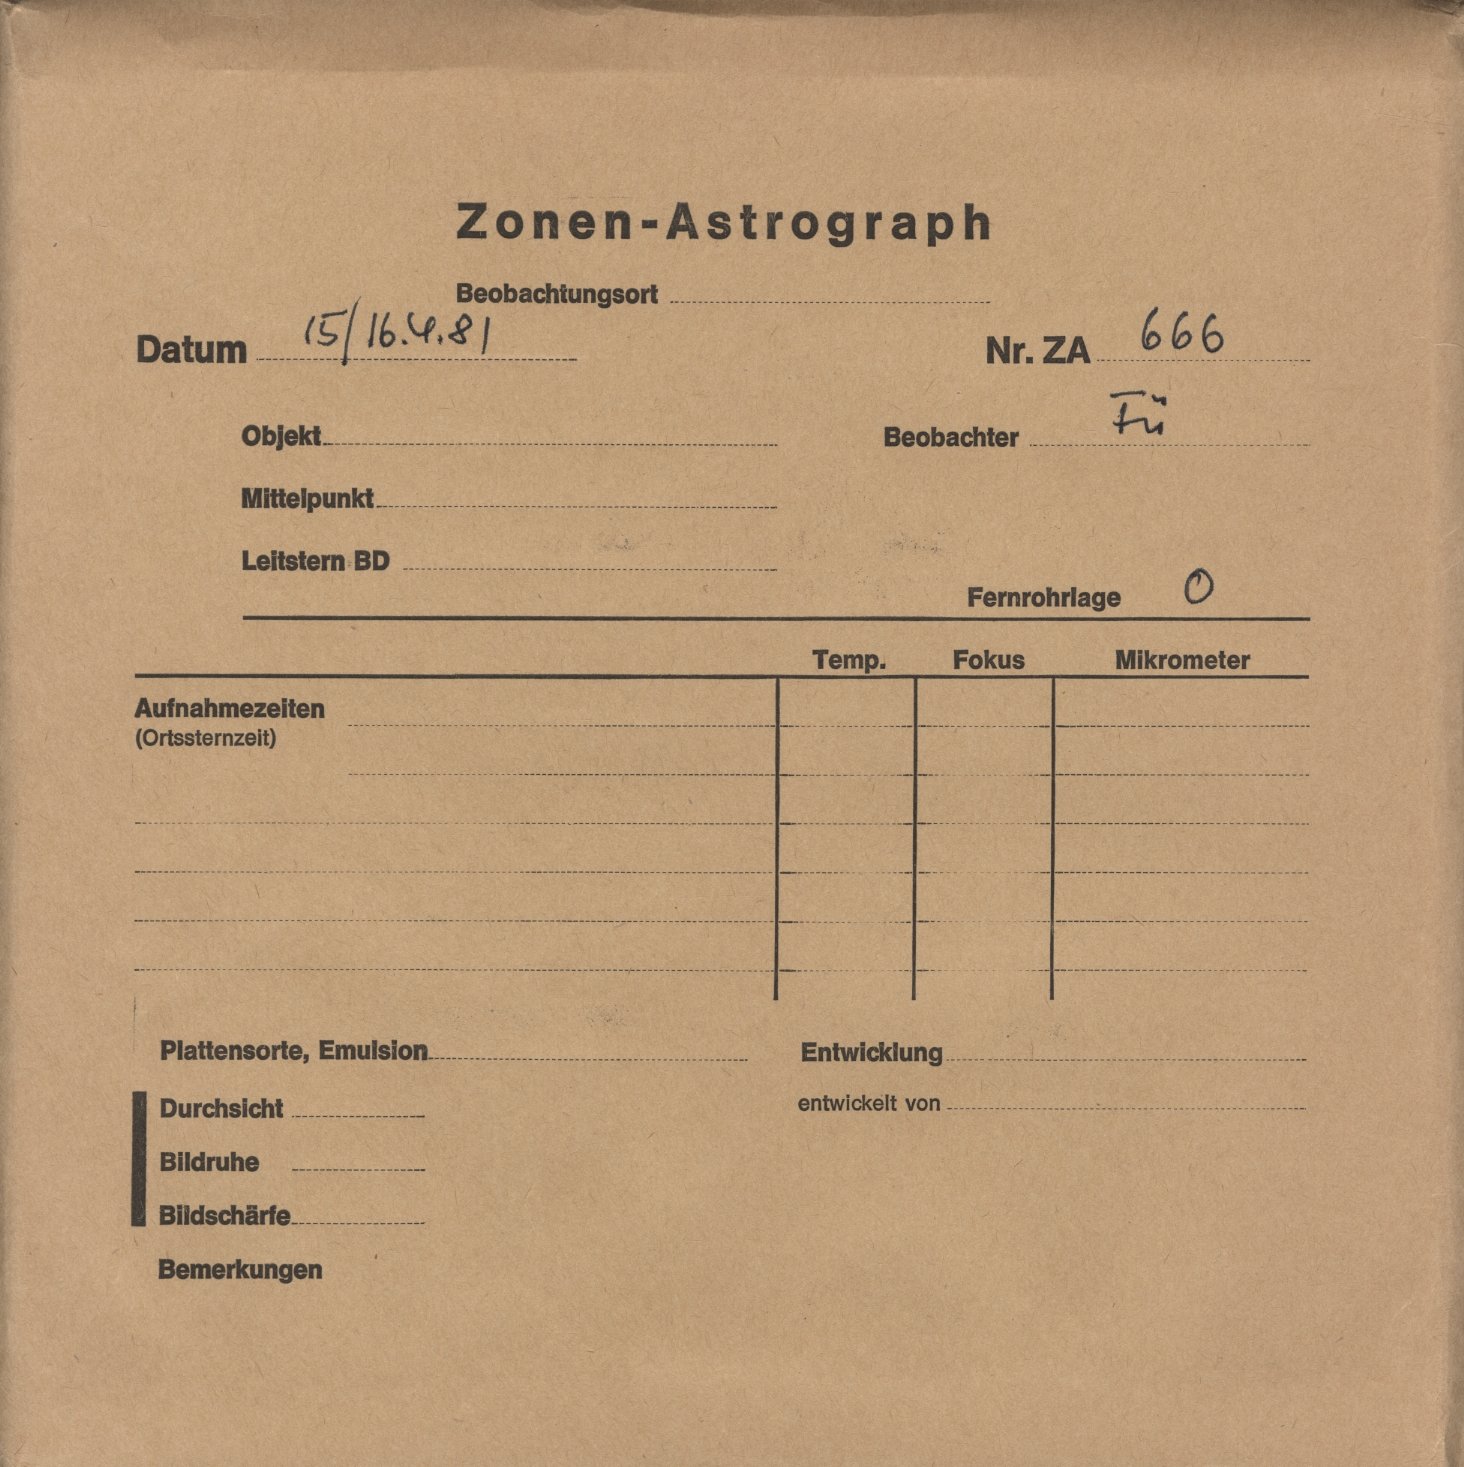 Zonen-Astrograph
Beobachtungsort
Datum 15/16.4.81 Nr. ZA 666
Objekt Beobachter Fü
Mittelpunkt
Leitstern BD
Fernrohrlage O
Temp. Fokus Mikrometer
Aufnahmezeiten
(Ortssternzeit)
Plattensorte, Emulsion Entwicklung
Durchsicht entwickelt von
Bildruhe
Bildschärfe
Bemerkungen